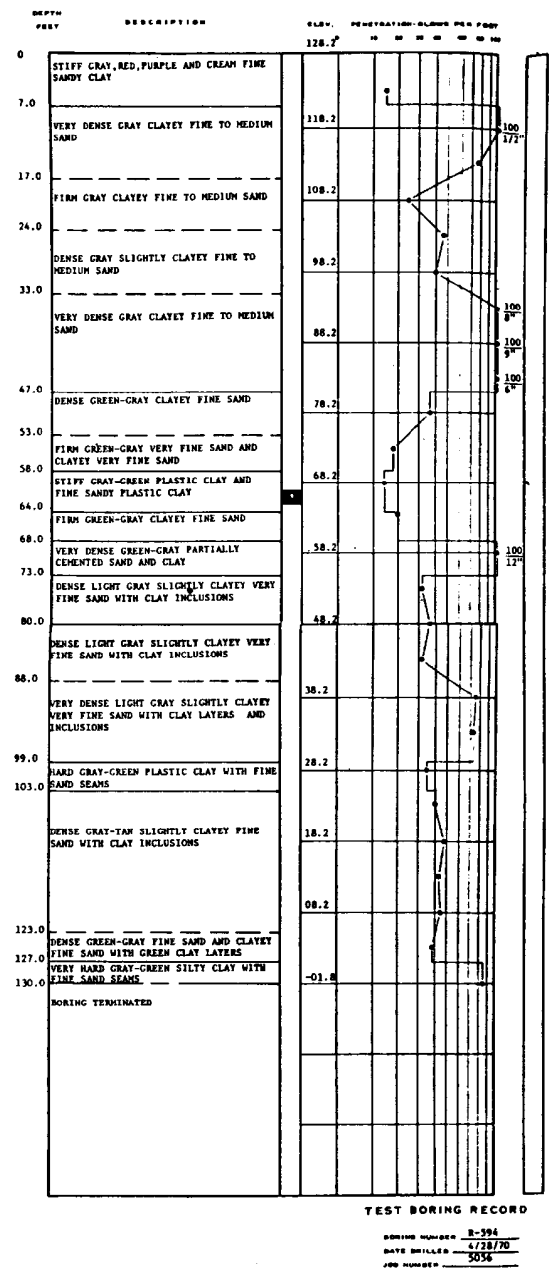 DEPTH
FEET
DESCRIPTION
ELEV.
PENETRATION-BLOWS PER FOOT
128.2
0
10
20
0
STIFF GRAY,RED,PURPLE AND CREAM FINE
SANDY CLAY
7.0
VERY DENSE GRAY CLAYEY FINE TO MEDIUM
SAND
118.2
100
1/2"
17.0
FIRM GRAY CLAYEY FINE TO MEDIUM SAND
108.2
24.0
DENSE GRAY SLIGHTLY CLAYEY FINE TO
MEDIUM SAND
98.2
33.0
VERY DENSE GRAY CLAYEY FINE TO MEDIUM
SAND
100
8"
88.2
100
9"
100
6"
47.0
DENSE GREEN-GRAY CLAYEY FINE SAND
78.2
53.0
FIRM GREEN-GRAY VERY FINE SAND AND
CLAYEY VERY FINE SAND
58.0
STIFF GRAY-GREEN PLASTIC CLAY AND
FINE SANDY PLASTIC CLAY
68.2
64.0
FIRM GREEN-GRAY CLAYEY FINE SAND
68.0
VERY DENSE GREEN-GRAY PARTIALLY
CEMENTED SAND AND CLAY
58.2
100
12"
73.0
DENSE LIGHT GRAY SLIGHTLY CLAYEY VERY
FINE SAND WITH CLAY INCLUSIONS
80.0
48.2
DENSE LIGHT GRAY SLIGHTLY CLAYEY VERY
FINE SAND WITH CLAY INCLUSIONS
88.0
VERY DENSE LIGHT GRAY SLIGHTLY CLAYEY
VERY FINE SAND WITH CLAY LAYERS AND
INCLUSIONS
38.2
99.0
HARD GRAY-GREEN PLASTIC CLAY WITH FINE
SAND SEAMS
28.2
103.0
DENSE GRAY-TAN SLIGHTLY CLAYEY FINE
SAND WITH CLAY INCLUSIONS
18.2
08.2
123.0
DENSE GREEN-GRAY FINE SAND AND CLAYEY
FINE SAND WITH GREEN CLAY LAYERS
127.0
VERY HARD GRAY-GREEN SILTY CLAY WITH
FINE SAND SEAMS
130.0
-01.8
BORING TERMINATED
TEST BORING RECORD
BORING NUMBER R-594
DATE DRILLED 4/28/70
JOB NUMBER 5056